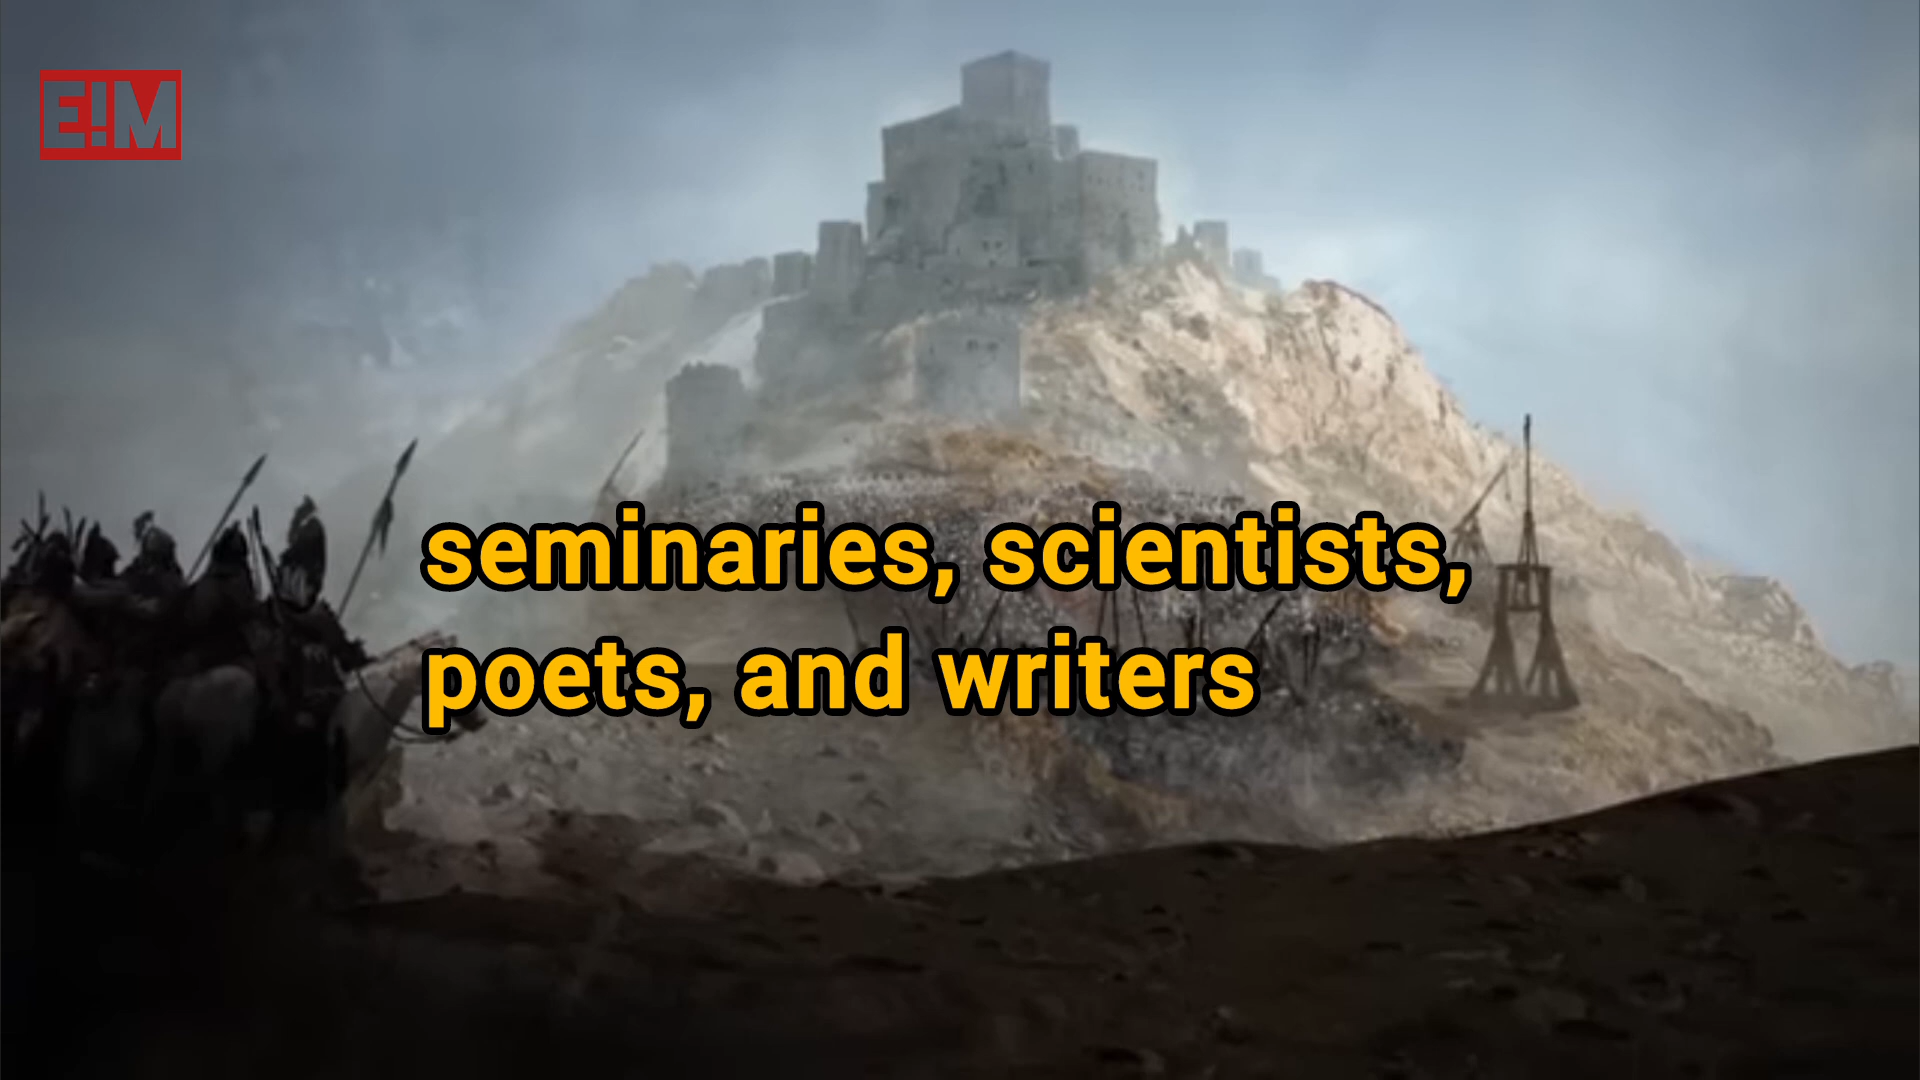 E!M
seminaries, scientists,
poets, and writers